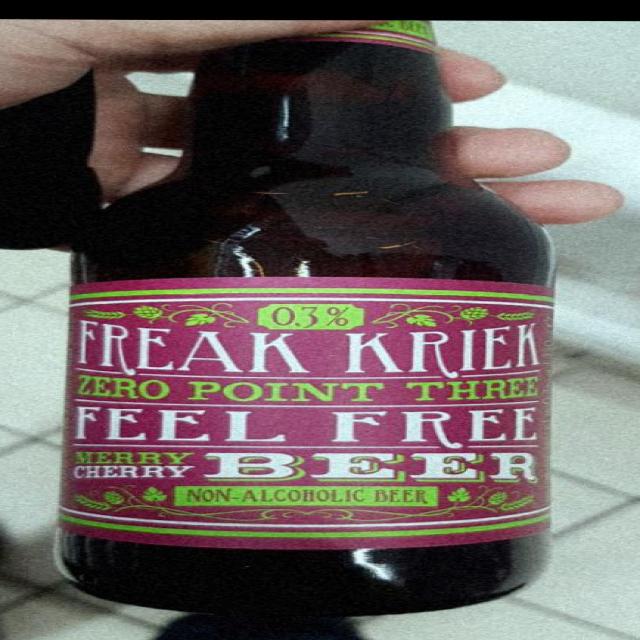 0.3%
FREAK KRIEK
ZERO POINT THREE
FEEL FREE
MERRY
CHERRY
BEER
NON-ALCOHOLIC BEER